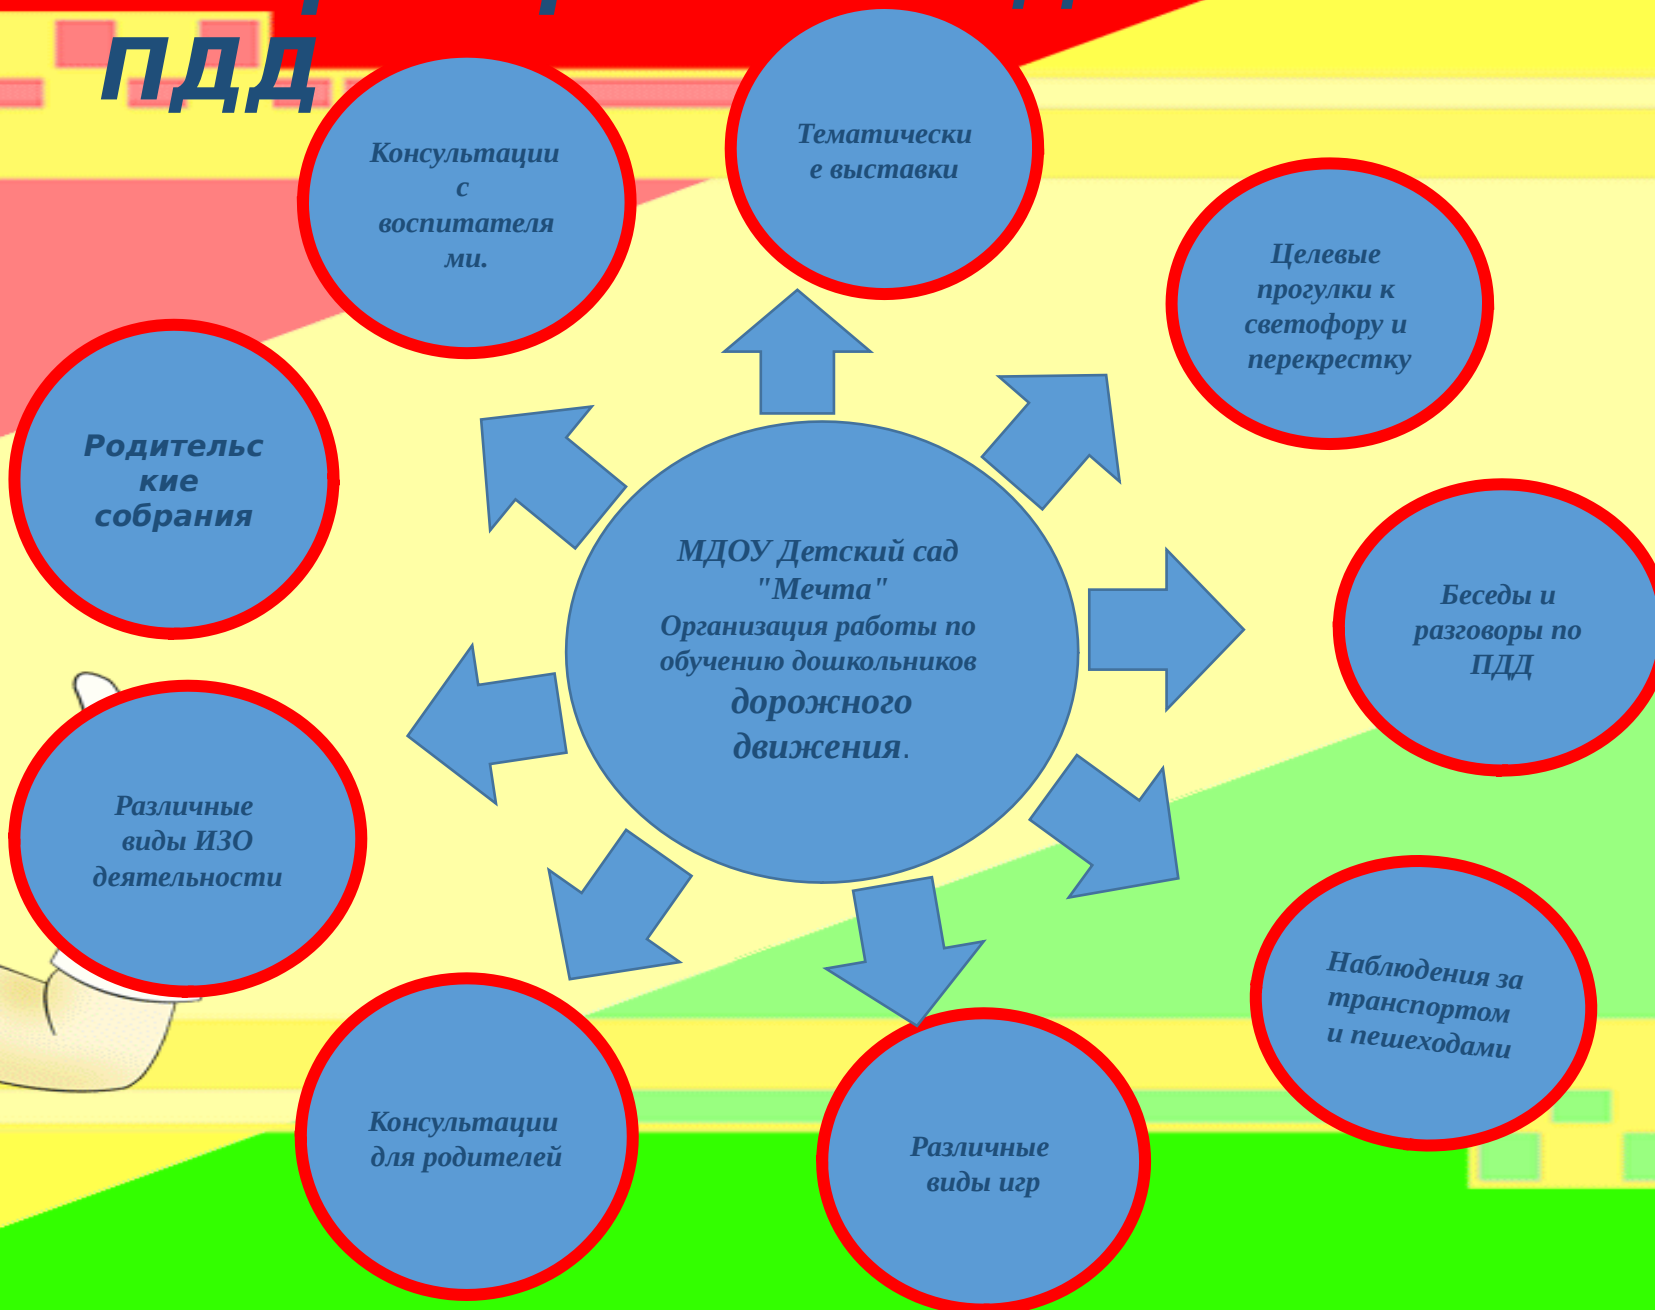 ПДД
Консультации
с
воспитателя
ми.
Тематически
е выставки
Целевые
прогулки к
светофору и
перекрестку
Родительс
кие
собрания
МДОУ Детский сад
"Мечта"
Организация работы по
обучению дошкольников
дорожного
движения.
Беседы и
разговоры по
ПДД
Различные
виды ИЗО
деятельности
Наблюдения за
транспортом
и пешеходами
Консультации
для родителей
Различные
виды игр